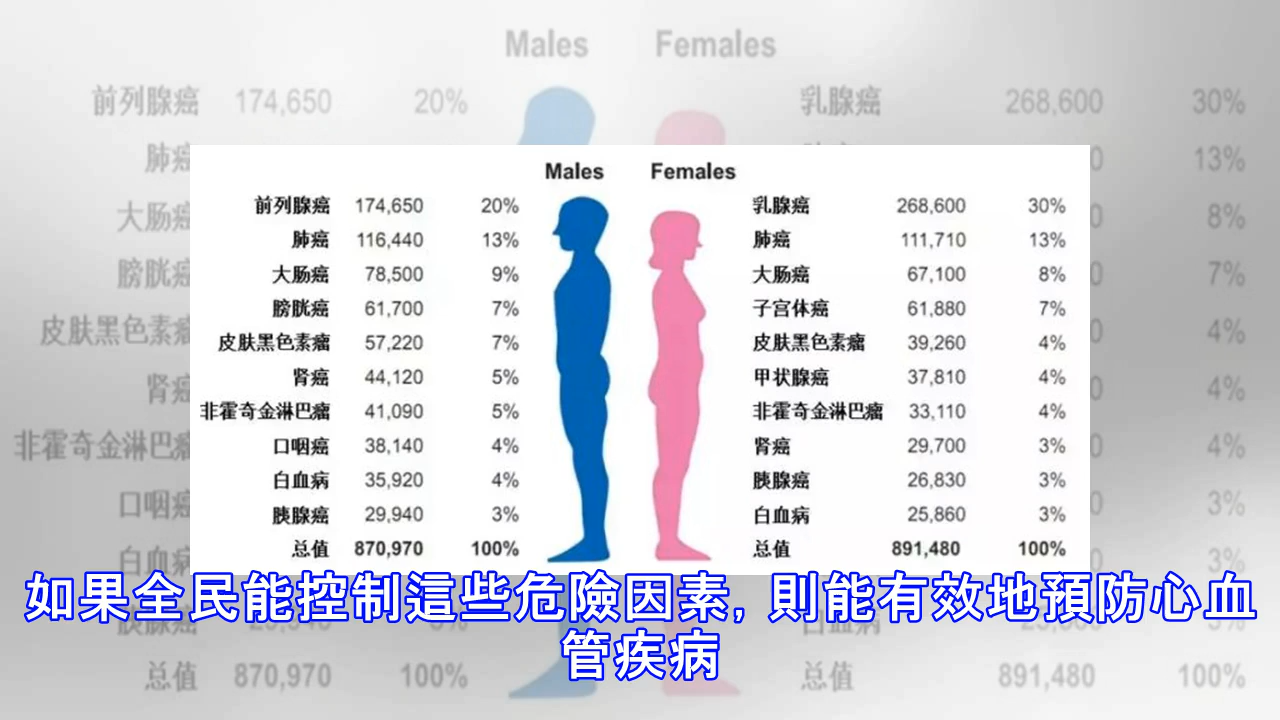 Males Females
前列腺癌 174,650 20% 乳腺癌 268,600 30%
肺癌 116,440 13% 肺癌 111,710 13%
大肠癌 78,500 9% 大肠癌 67,100 8%
膀胱癌 61,700 7% 子宫体癌 61,880 7%
皮肤黑色素瘤 57,220 7% 皮肤黑色素瘤 39,260 4%
肾癌 44,120 5% 甲状腺癌 37,810 4%
非霍奇金淋巴瘤 41,090 5% 非霍奇金淋巴瘤 33,110 4%
口咽癌 38,140 4% 肾癌 29,700 3%
白血病 35,920 4% 胰腺癌 26,830 3%
胰腺癌 29,940 3% 白血病 25,860 3%
总值 870,970 100% 总值 891,480 100%
如果全民能控制這些危險因素, 則能有效地預防心血
管疾病